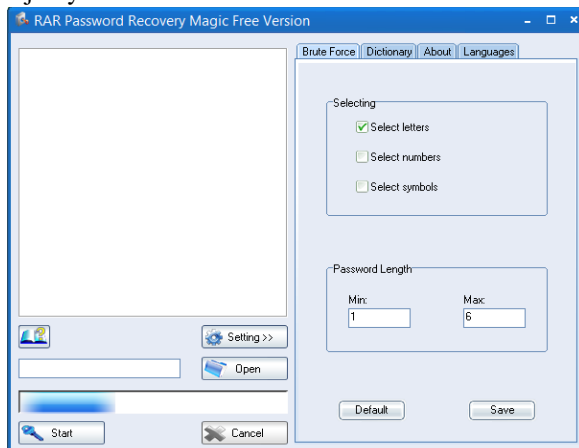 RAR Password Recovery Magic Free Version
Brute Force Dictionary About Languages
Selecting
Select letters
Select numbers
Select symbols
Password Length
Min: Max:
1 6
Setting >>
Open
Default Save
Start Cancel